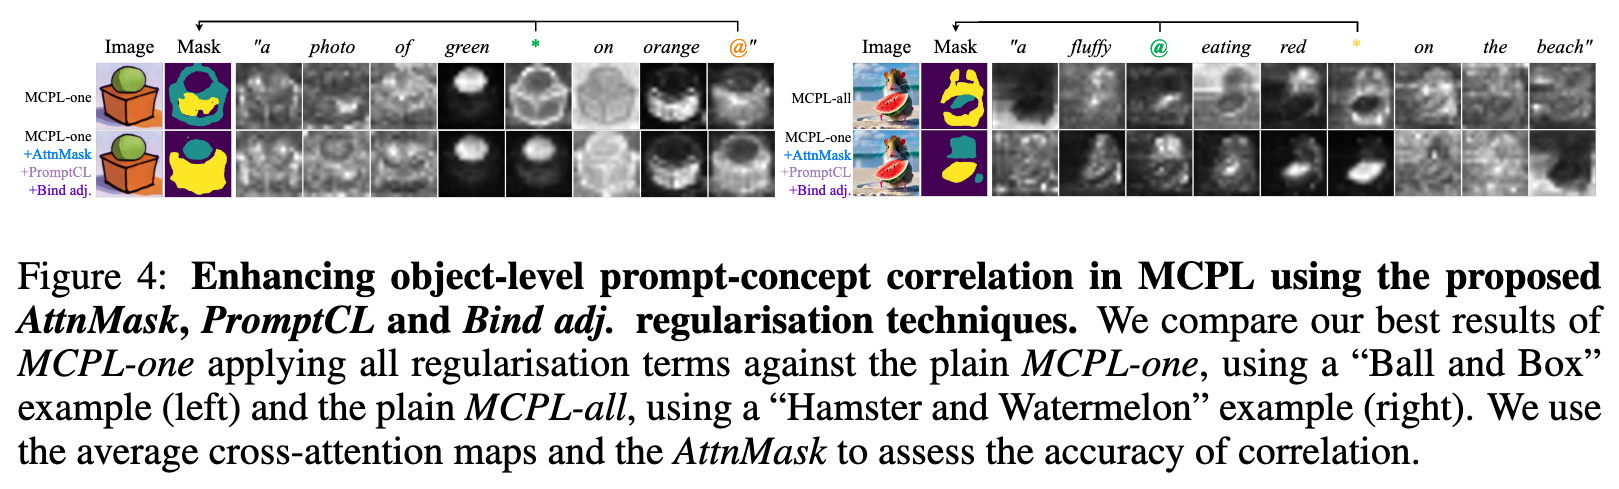 Image Mask "a photo of green * on orange @"
MCPL-one
MCPL-one
+AttnMask
+PromptCL
+Bind adj.
Image Mask "a fluffy @ eating red * on the beach"
MCPL-all
MCPL-one
+AttnMask
+PromptCL
+Bind adj.
Figure 4: Enhancing object-level prompt-concept correlation in MCPL using the proposed
AttnMask, PromptCL and Bind adj. regularisation techniques. We compare our best results of
MCPL-one applying all regularisation terms against the plain MCPL-one, using a “Ball and Box”
example (left) and the plain MCPL-all, using a “Hamster and Watermelon” example (right). We use
the average cross-attention maps and the AttnMask to assess the accuracy of correlation.